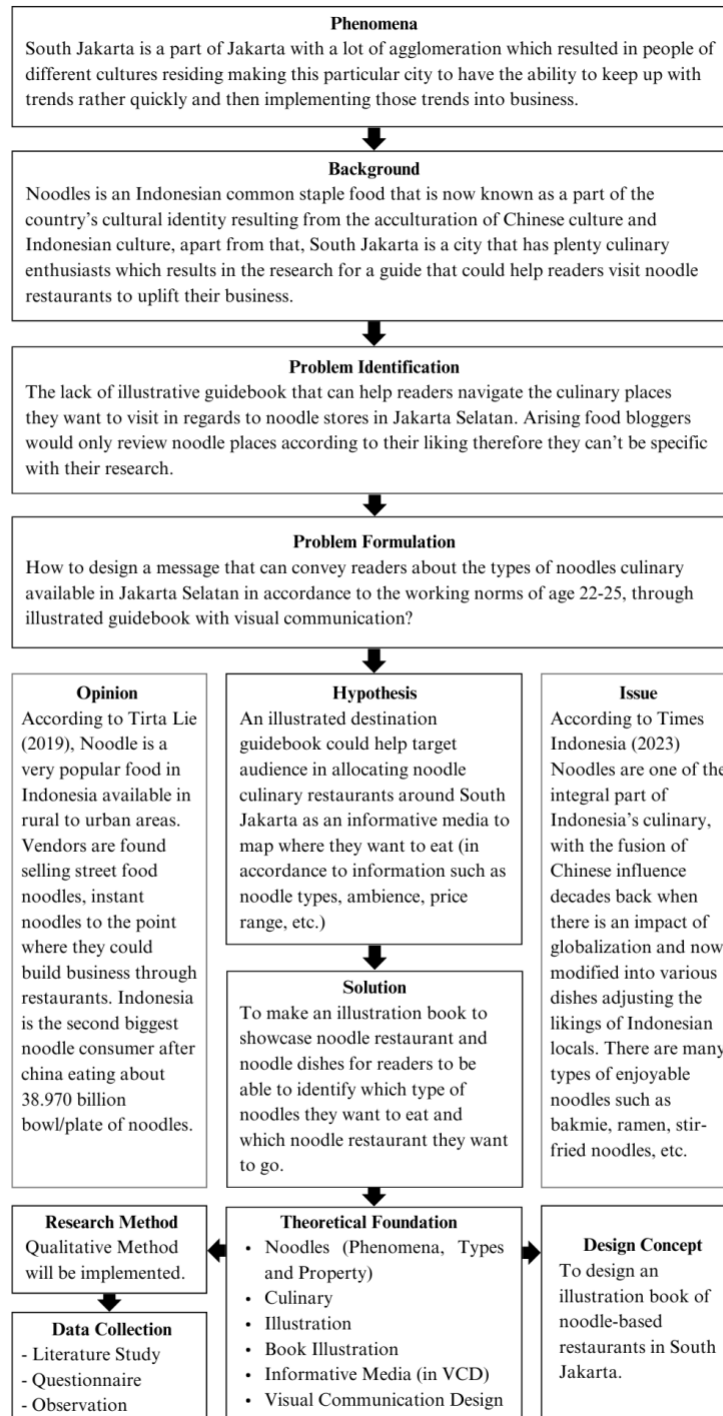 Phenomena
South Jakarta is a part of Jakarta with a lot of agglomeration which resulted in people of
different cultures residing making this particular city to have the ability to keep up with
trends rather quickly and then implementing those trends into business.
Background
Noodles is an Indonesian common staple food that is now known as a part of the
country's cultural identity resulting from the acculturation of Chinese culture and
Indonesian culture, apart from that, South Jakarta is a city that has plenty culinary
enthusiasts which results in the research for a guide that could help readers visit noodle
restaurants to uplift their business.
Problem Identification
The lack of illustrative guidebook that can help readers navigate the culinary places
they want to visit in regards to noodle stores in Jakarta Selatan. Arising food bloggers
would only review noodle places according to their liking therefore they can't be specific
with their research.
Problem Formulation
How to design a message that can convey readers about the types of noodles culinary
available in Jakarta Selatan in accordance to the working norms of age 22-25, through
illustrated guidebook with visual communication?
Opinion
According to Tirta Lie
(2019), Noodle is a
very popular food in
Indonesia available in
rural to urban areas.
Vendors are found
selling street food
noodles, instant
noodles to the point
where they could
build business through
restaurants. Indonesia
is the second biggest
noodle consumer after
china eating about
38.970 billion
bowl/plate of noodles.
Hypothesis
An illustrated destination
guidebook could help target
audience in allocating noodle
culinary restaurants around South
Jakarta as an informative media to
map where they want to eat (in
accordance to information such as
noodle types, ambience, price
range, etc.)
Solution
To make an illustration book to
showcase noodle restaurant and
noodle dishes for readers to be
able to identify which type of
noodles they want to eat and
which noodle restaurant they want
to go.
Issue
According to Times
Indonesia (2023)
Noodles are one of the
integral part of
Indonesia's culinary,
with the fusion of
Chinese influence
decades back when
there is an impact of
globalization and now
modified into various
dishes adjusting the
likings of Indonesian
locals. There are many
types of enjoyable
noodles such as
bakmie, ramen, stir-
fried noodles, etc.
Research Method
Qualitative Method
will be implemented.
Data Collection
- Literature Study
- Questionnaire
- Observation
Theoretical Foundation
• Noodles (Phenomena, Types
and Property)
• Culinary
• Illustration
• Book Illustration
• Informative Media (in VCD)
• Visual Communication Design
Design Concept
To design an
illustration book of
noodle-based
restaurants in South
Jakarta.